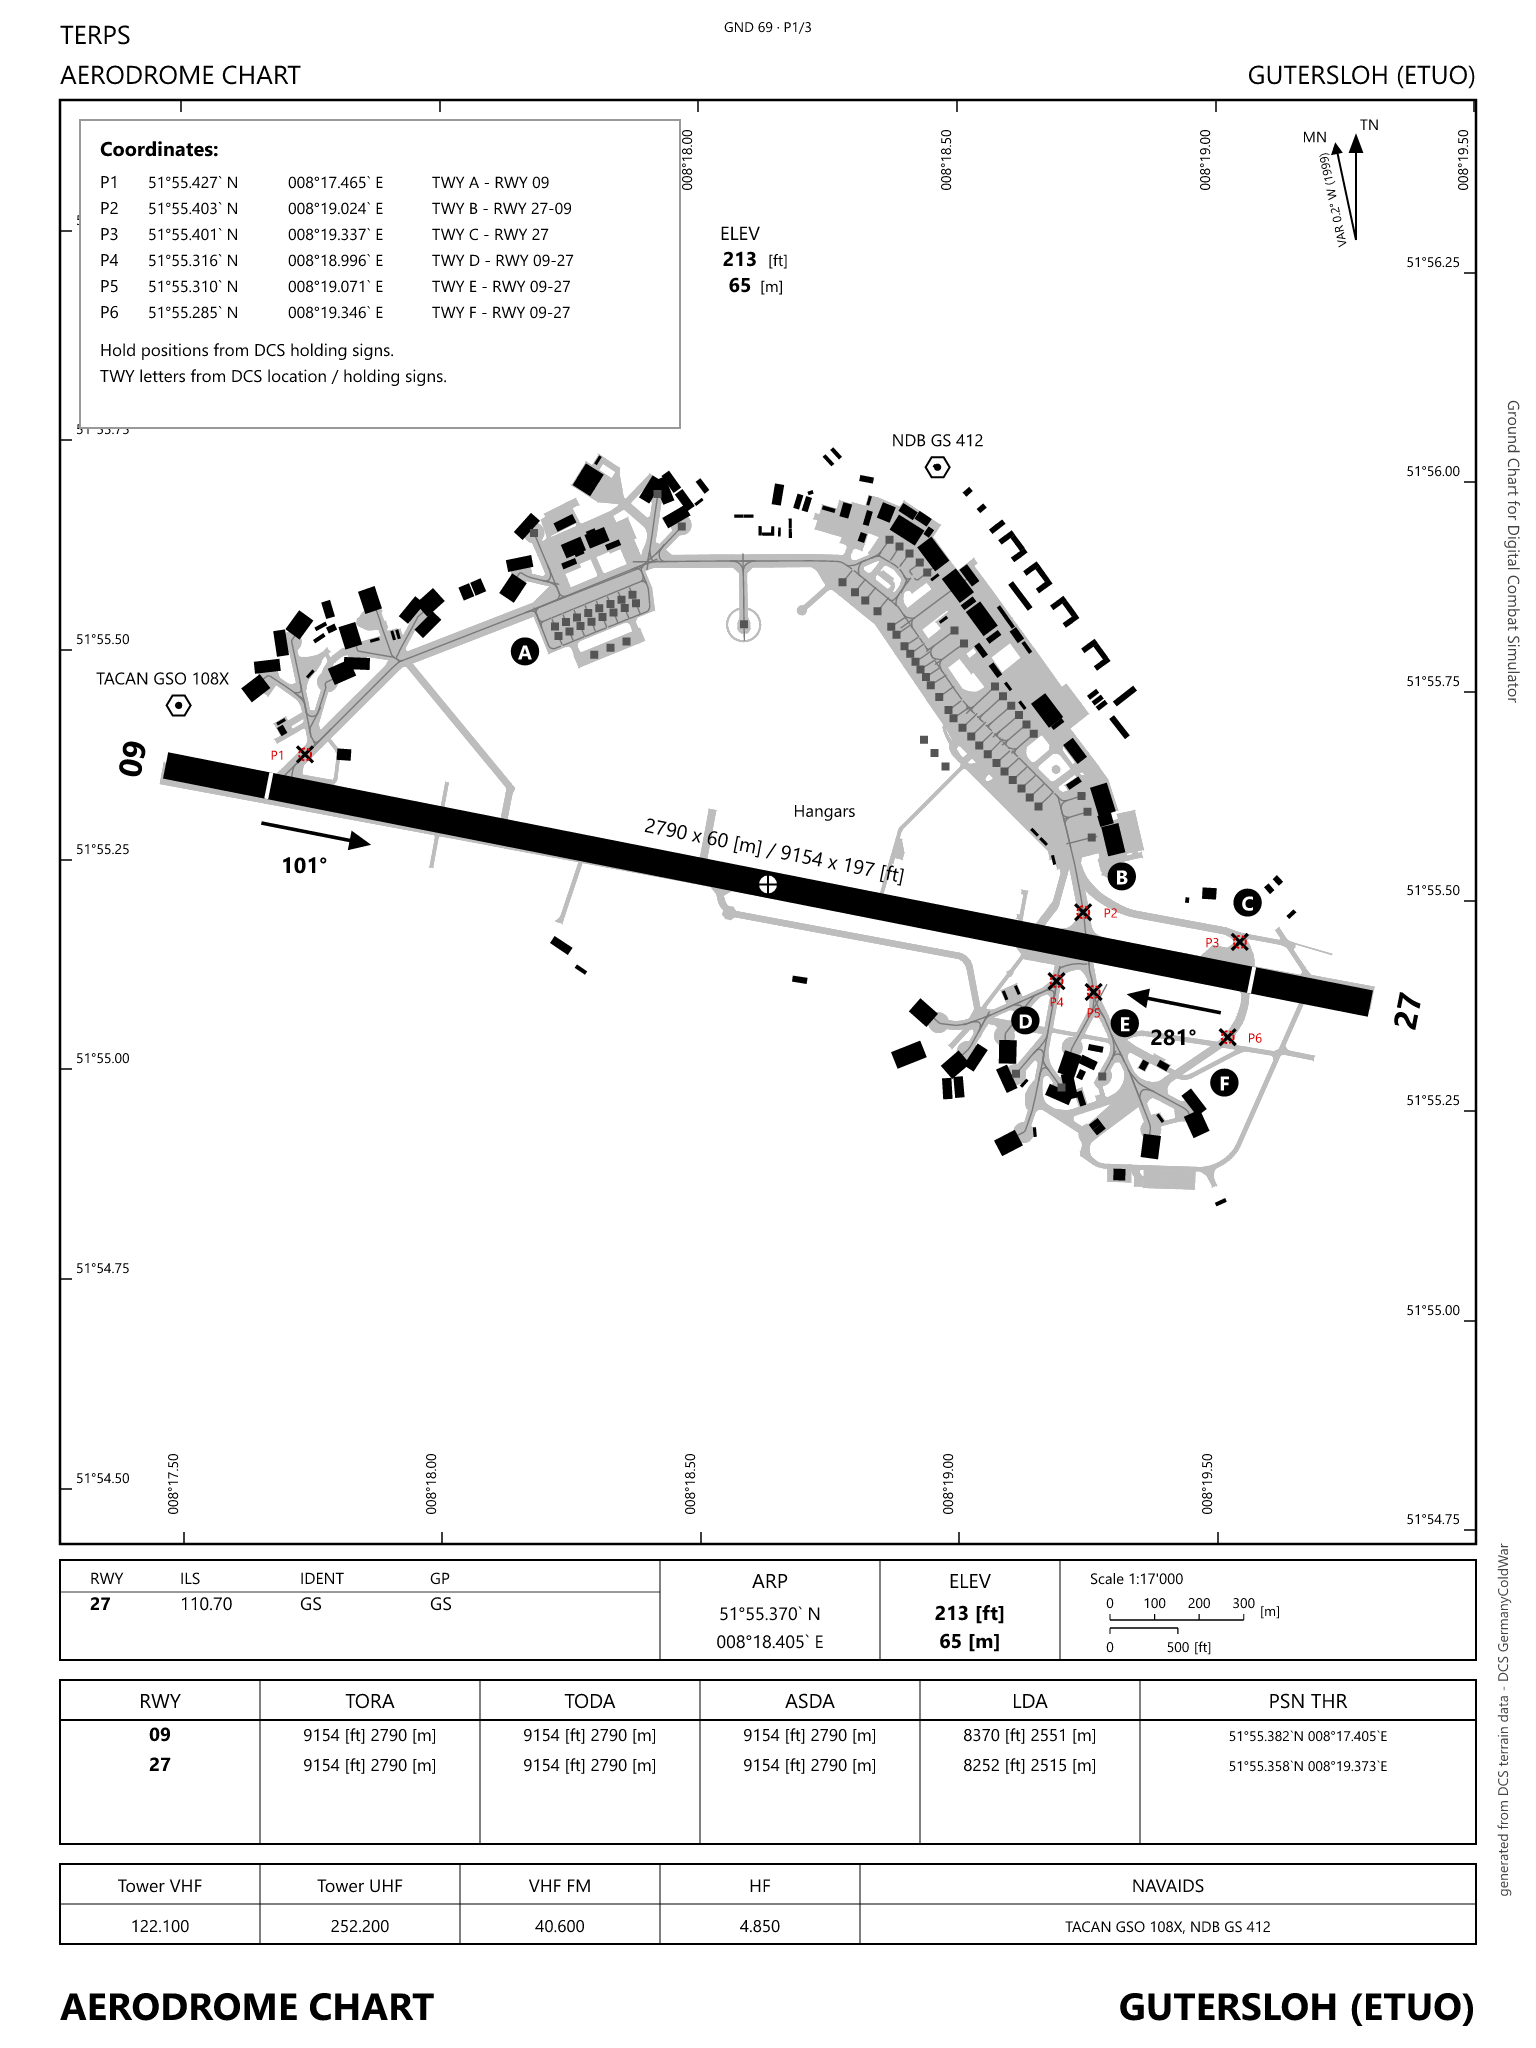 GND 69 · P1/3
TERPS
AERODROME CHART
GUTERSLOH (ETUO)
Coordinates:
P1 51°55.427` N 008°17.465` E TWY A - RWY 09
P2 51°55.403` N 008°19.024` E TWY B - RWY 27-09
P3 51°55.401` N 008°19.337` E TWY C - RWY 27
P4 51°55.316` N 008°18.996` E TWY D - RWY 09-27
P5 51°55.310` N 008°19.071` E TWY E - RWY 09-27
P6 51°55.285` N 008°19.346` E TWY F - RWY 09-27
Hold positions from DCS holding signs.
TWY letters from DCS location / holding signs.
008°18.00
008°18.50
008°19.00
008°19.50
MN
TN
VAR 0.2° W (1999)
ELEV
213 [ft]
65 [m]
51°56.25
51°56.00
51°55.75
51°55.50
51°55.25
51°55.00
51°54.75
51°55.75
51°55.50
51°55.25
51°55.00
51°54.75
51°54.50
NDB GS 412
TACAN GSO 108X
A
09
P1
101°
Hangars
2790 x 60 [m] / 9154 x 197 [ft]
B
C
P2
P3
P4
P5
D
E
281°
P6
F
27
008°17.50
008°18.00
008°18.50
008°19.00
008°19.50
Ground Chart for Digital Combat Simulator
generated from DCS terrain data - DCS GermanyColdWar
RWY ILS IDENT GP
27 110.70 GS GS
ARP
51°55.370` N
008°18.405` E
ELEV
213 [ft]
65 [m]
Scale 1:17'000
0 100 200 300 [m]
0 500 [ft]
RWY TORA TODA ASDA LDA PSN THR
09 9154 [ft] 2790 [m] 9154 [ft] 2790 [m] 9154 [ft] 2790 [m] 8370 [ft] 2551 [m] 51°55.382`N 008°17.405`E
27 9154 [ft] 2790 [m] 9154 [ft] 2790 [m] 9154 [ft] 2790 [m] 8252 [ft] 2515 [m] 51°55.358`N 008°19.373`E
Tower VHF Tower UHF VHF FM HF NAVAIDS
122.100 252.200 40.600 4.850 TACAN GSO 108X, NDB GS 412
AERODROME CHART
GUTERSLOH (ETUO)